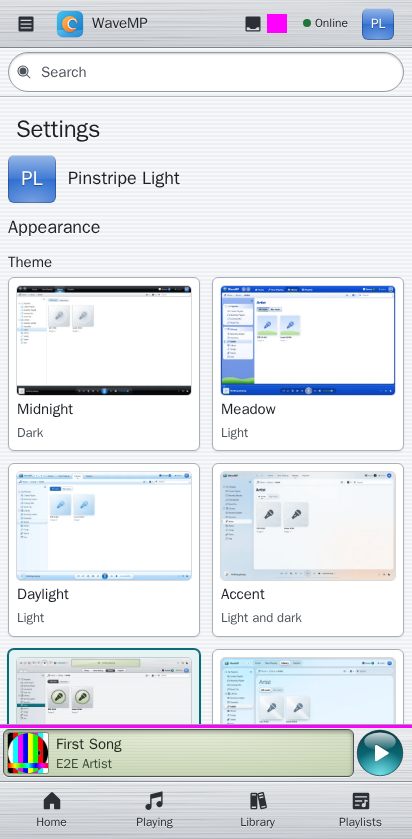 WaveMP
Online
PL
Search
Settings
PL
Pinstripe Light
Appearance
Theme
Midnight
Dark
Meadow
Light
Daylight
Light
Accent
Light and dark
First Song
E2E Artist
Home
Playing
Library
Playlists